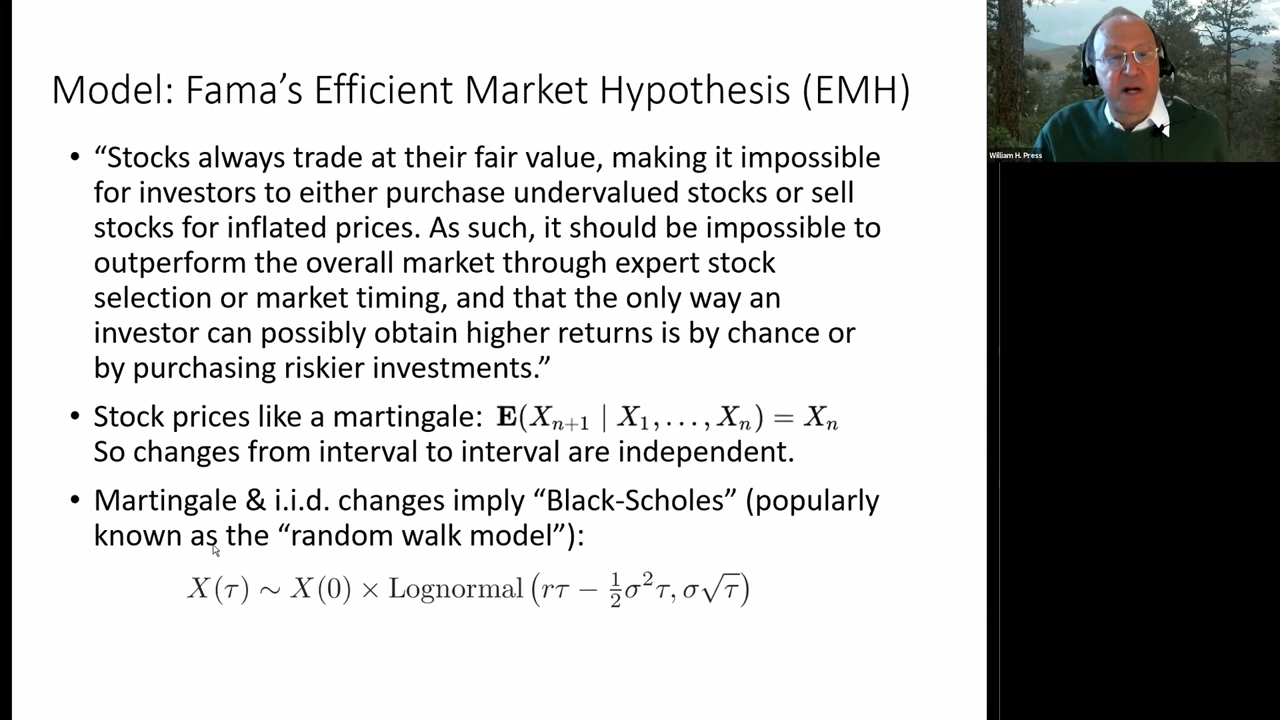 Model: Fama’s Efficient Market Hypothesis (EMH)
• “Stocks always trade at their fair value, making it impossible
for investors to either purchase undervalued stocks or sell
stocks for inflated prices. As such, it should be impossible to
outperform the overall market through expert stock
selection or market timing, and that the only way an
investor can possibly obtain higher returns is by chance or
by purchasing riskier investments.”
• Stock prices like a martingale: E(Xₙ₊₁ | X₁, . . . , Xₙ) = Xₙ
So changes from interval to interval are independent.
• Martingale & i.i.d. changes imply “Black-Scholes” (popularly
known as the “random walk model”):
X(τ) ∼ X(0) × Lognormal (rτ − ½σ²τ, σ√τ)
William H. Press